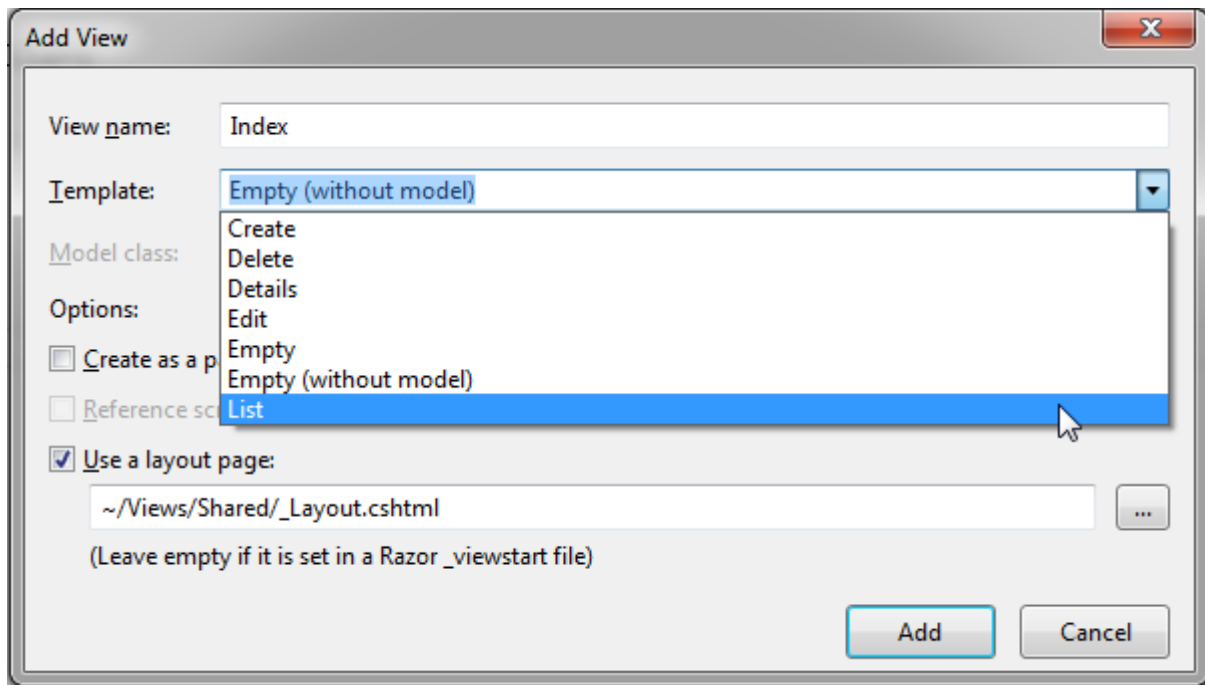 Add View
x
View name: Index
Template: Empty (without model)
Create
Model class:
Delete
Details
Options:
Edit
Empty
Create as a p
Empty (without model)
Reference sc
List
Use a layout page:
~/Views/Shared/_Layout.cshtml
...
(Leave empty if it is set in a Razor _viewstart file)
Add Cancel